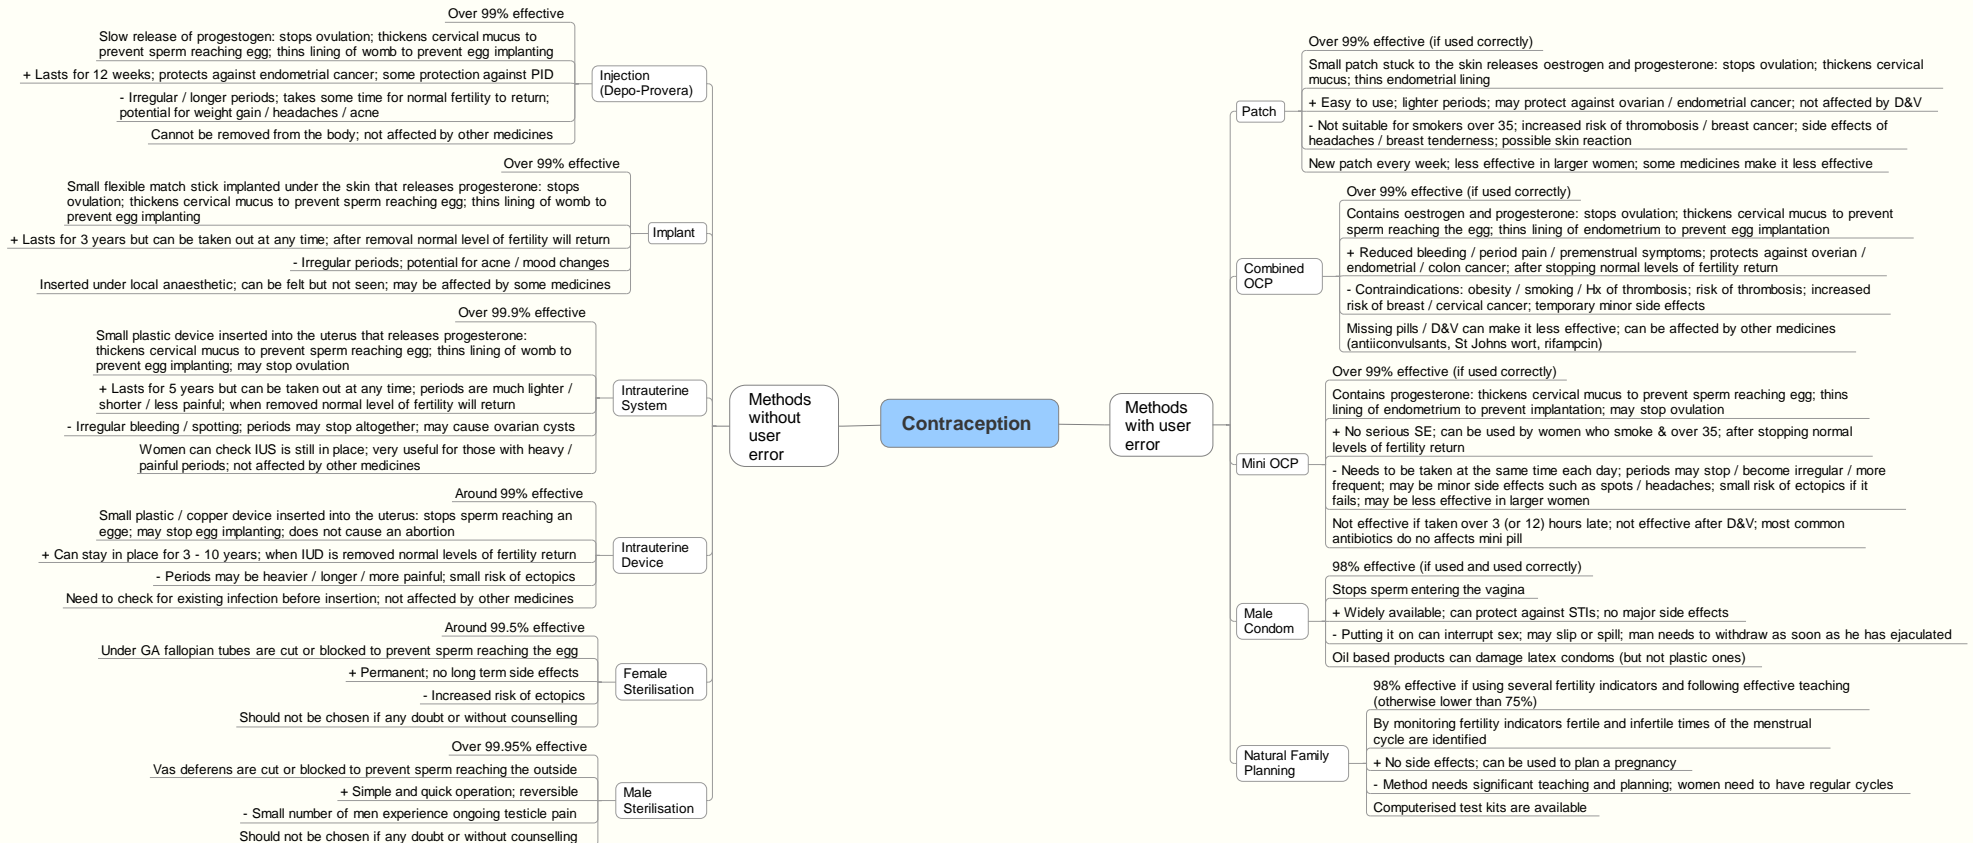 Contraception
Methods
without
user
error
Injection
(Depo-Provera)
Over 99% effective
Slow release of progestogen: stops ovulation; thickens cervical mucus to
prevent sperm reaching egg; thins lining of womb to prevent egg implanting
+ Lasts for 12 weeks; protects against endometrial cancer; some protection against PID
- Irregular / longer periods; takes some time for normal fertility to return;
potential for weight gain / headaches / acne
Cannot be removed from the body; not affected by other medicines
Implant
Over 99% effective
Small flexible match stick implanted under the skin that releases progesterone: stops
ovulation; thickens cervical mucus to prevent sperm reaching egg; thins lining of womb to
prevent egg implanting
+ Lasts for 3 years but can be taken out at any time; after removal normal level of fertility will return
- Irregular periods; potential for acne / mood changes
Inserted under local anaesthetic; can be felt but not seen; may be affected by some medicines
Intrauterine
System
Over 99.9% effective
Small plastic device inserted into the uterus that releases progesterone:
thickens cervical mucus to prevent sperm reaching egg; thins lining of womb to
prevent egg implanting; may stop ovulation
+ Lasts for 5 years but can be taken out at any time; periods are much lighter /
shorter / less painful; when removed normal level of fertility will return
- Irregular bleeding / spotting; periods may stop altogether; may cause ovarian cysts
Women can check IUS is still in place; very useful for those with heavy /
painful periods; not affected by other medicines
Intrauterine
Device
Around 99% effective
Small plastic / copper device inserted into the uterus: stops sperm reaching an
egge; may stop egg implanting; does not cause an abortion
+ Can stay in place for 3 - 10 years; when IUD is removed normal levels of fertility return
- Periods may be heavier / longer / more painful; small risk of ectopics
Need to check for existing infection before insertion; not affected by other medicines
Female
Sterilisation
Around 99.5% effective
Under GA fallopian tubes are cut or blocked to prevent sperm reaching the egg
+ Permanent; no long term side effects
- Increased risk of ectopics
Should not be chosen if any doubt or without counselling
Male
Sterilisation
Over 99.95% effective
Vas deferens are cut or blocked to prevent sperm reaching the outside
+ Simple and quick operation; reversible
- Small number of men experience ongoing testicle pain
Should not be chosen if any doubt or without counselling
Methods
with user
error
Patch
Over 99% effective (if used correctly)
Small patch stuck to the skin releases oestrogen and progesterone: stops ovulation; thickens cervical
mucus; thins endometrial lining
+ Easy to use; lighter periods; may protect against ovarian / endometrial cancer; not affected by D&V
- Not suitable for smokers over 35; increased risk of thromobosis / breast cancer; side effects of
headaches / breast tenderness; possible skin reaction
New patch every week; less effective in larger women; some medicines make it less effective
Combined
OCP
Over 99% effective (if used correctly)
Contains oestrogen and progesterone: stops ovulation; thickens cervical mucus to prevent
sperm reaching the egg; thins lining of endometrium to prevent egg implantation
+ Reduced bleeding / period pain / premenstrual symptoms; protects against overian /
endometrial / colon cancer; after stopping normal levels of fertility return
- Contraindications: obesity / smoking / Hx of thrombosis; risk of thrombosis; increased
risk of breast / cervical cancer; temporary minor side effects
Missing pills / D&V can make it less effective; can be affected by other medicines
(antiiconvulsants, St Johns wort, rifampcin)
Mini OCP
Over 99% effective (if used correctly)
Contains progesterone: thickens cervical mucus to prevent sperm reaching egg; thins
lining of endometrium to prevent implantation; may stop ovulation
+ No serious SE; can be used by women who smoke & over 35; after stopping normal
levels of fertility return
- Needs to be taken at the same time each day; periods may stop / become irregular / more
frequent; may be minor side effects such as spots / headaches; small risk of ectopics if it
fails; may be less effective in larger women
Not effective if taken over 3 (or 12) hours late; not effective after D&V; most common
antibiotics do no affects mini pill
Male
Condom
98% effective (if used and used correctly)
Stops sperm entering the vagina
+ Widely available; can protect against STIs; no major side effects
- Putting it on can interrupt sex; may slip or spill; man needs to withdraw as soon as he has ejaculated
Oil based products can damage latex condoms (but not plastic ones)
Natural Family
Planning
98% effective if using several fertility indicators and following effective teaching
(otherwise lower than 75%)
By monitoring fertility indicators fertile and infertile times of the menstrual
cycle are identified
+ No side effects; can be used to plan a pregnancy
- Method needs significant teaching and planning; women need to have regular cycles
Computerised test kits are available